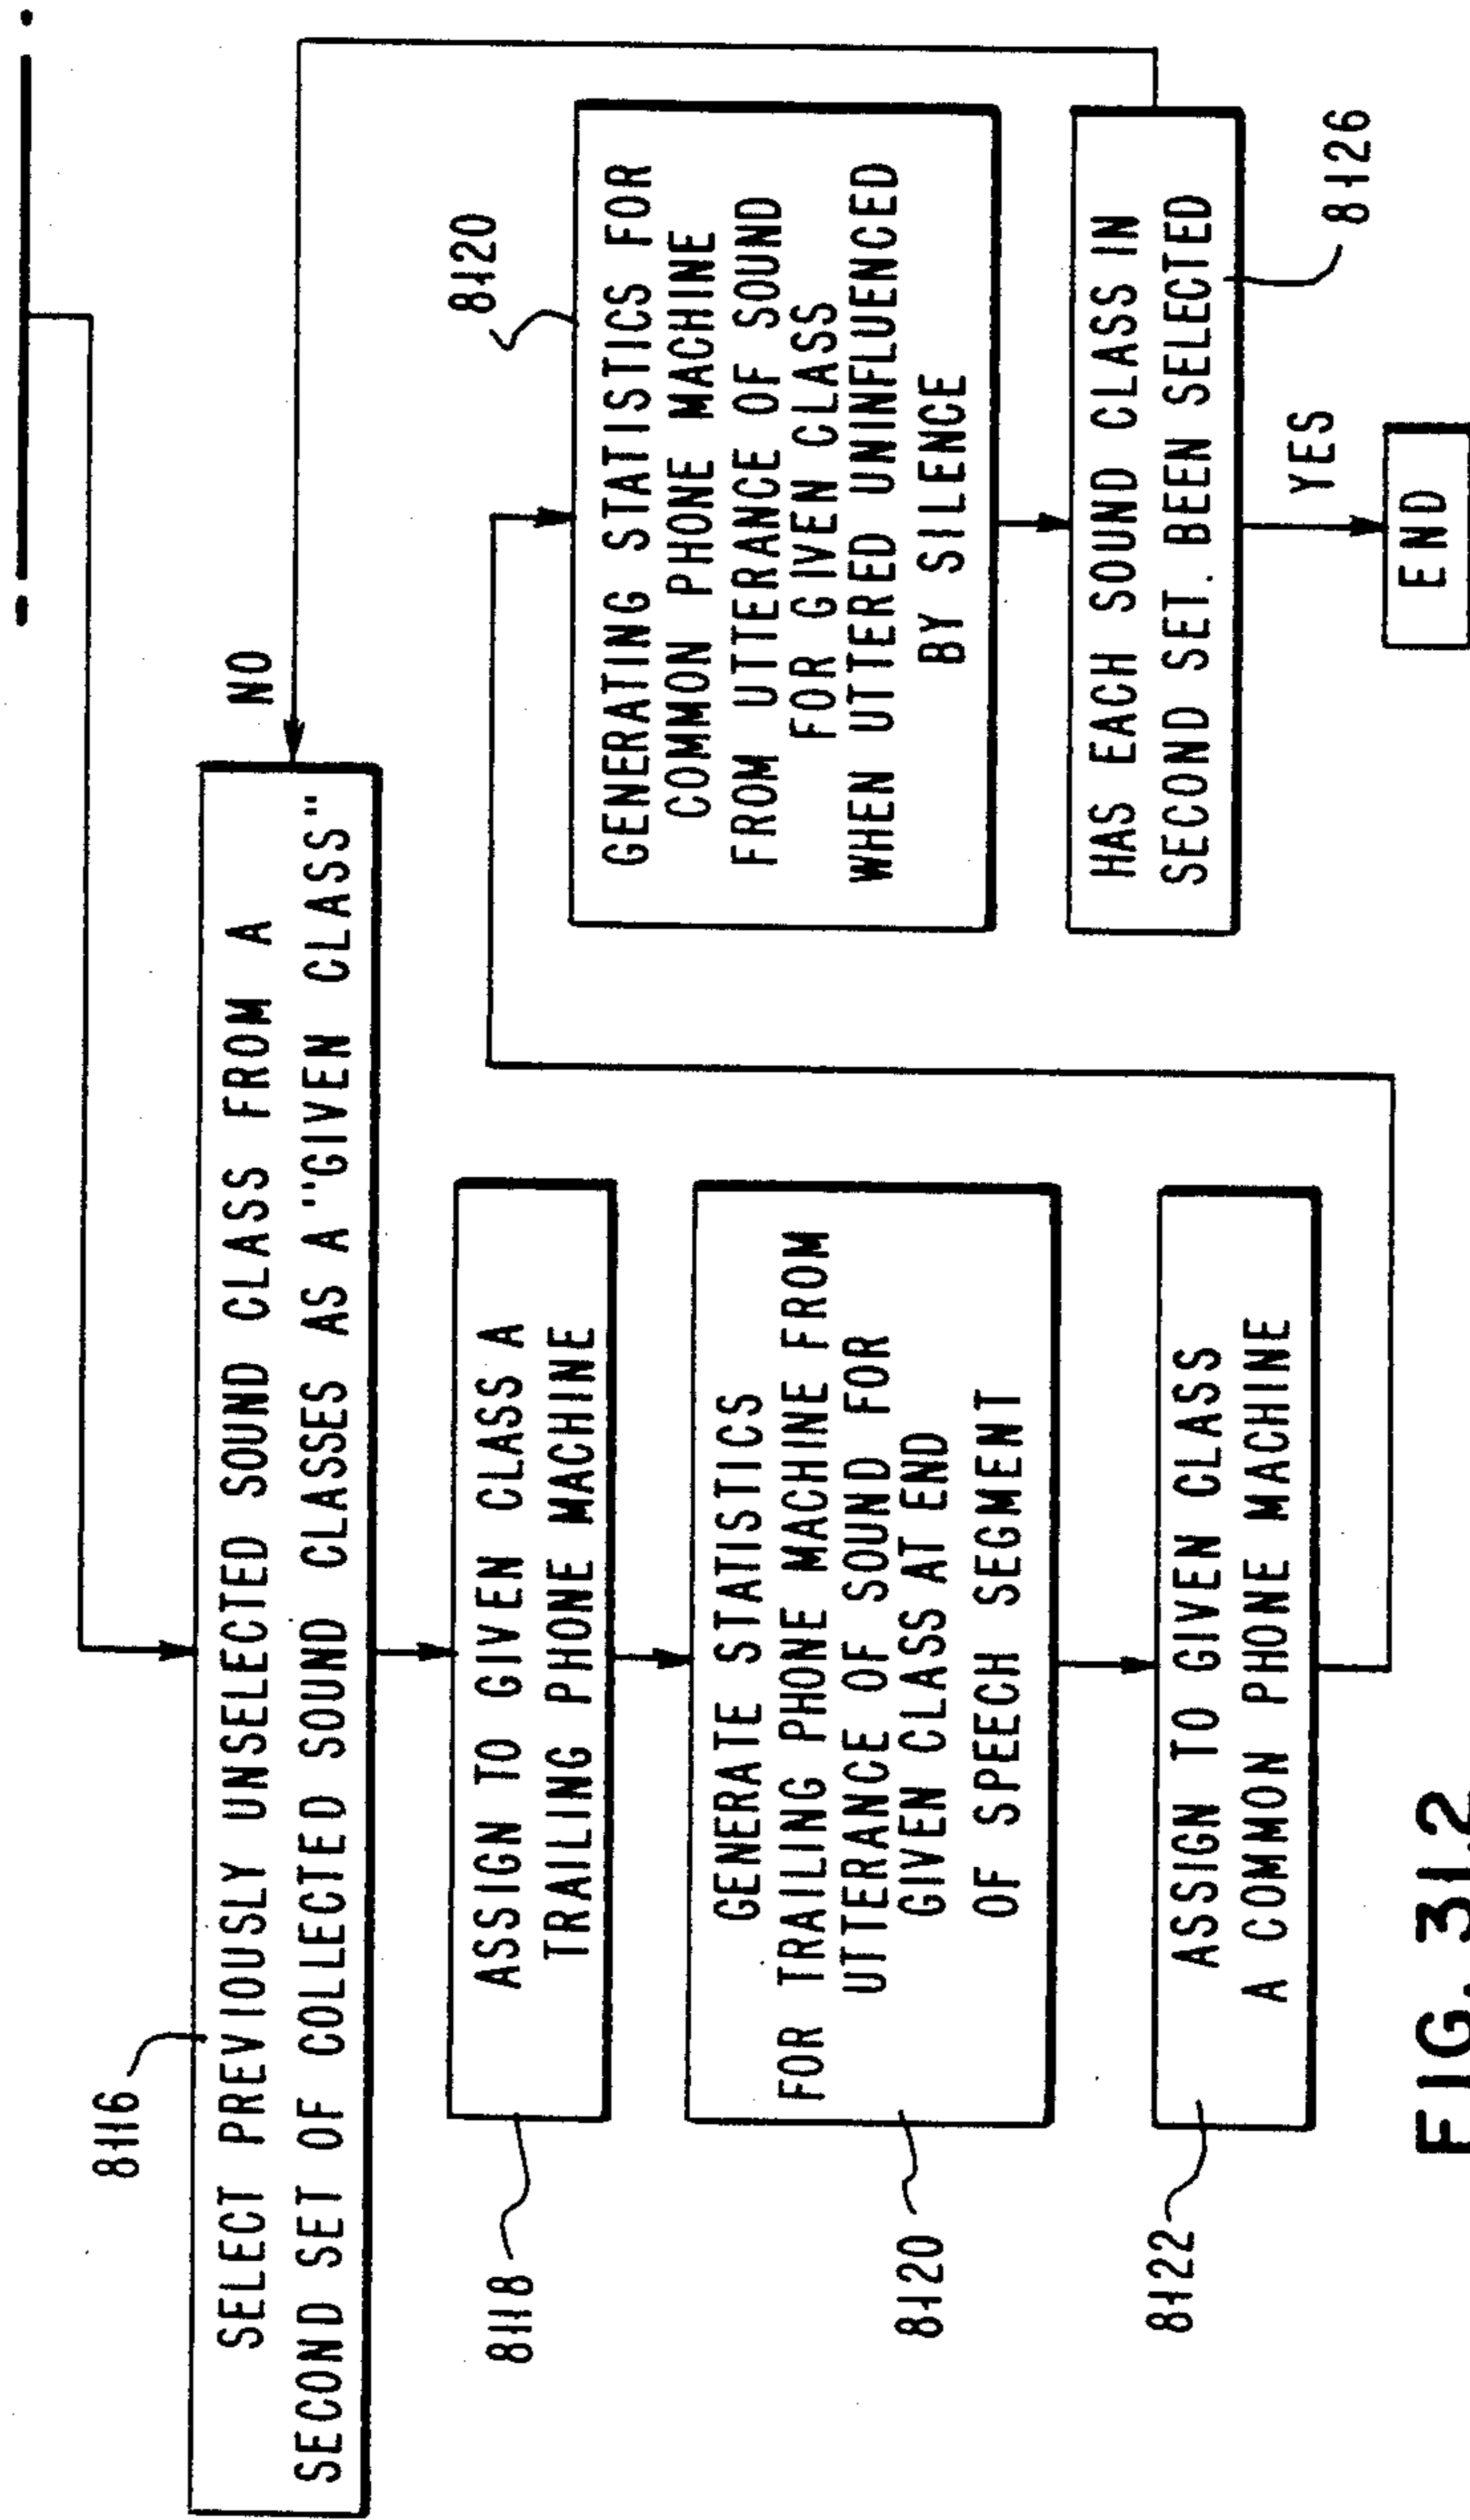 8116
SELECT PREVIOUSLY UNSELECTED SOUND CLASS FROM A
SECOND SET OF COLLECTED SOUND CLASSES AS A "GIVEN CLASS"
NO
8118
ASSIGN TO GIVEN CLASS A
TRAILING PHONE MACHINE
8120
GENERATE STATISTICS
FOR TRAILING PHONE MACHINE FROM
UTTERANCE OF SOUND FOR
GIVEN CLASS AT END
OF SPEECH SEGMENT
8122
ASSIGN TO GIVEN CLASS
A COMMON PHONE MACHINE
8120
GENERATING STATISTICS FOR
COMMON PHONE MACHINE
FROM UTTERANCE OF SOUND
FOR GIVEN CLASS
WHEN UTTERED UNINFLUENCED
BY SILENCE
HAS EACH SOUND CLASS IN
SECOND SET. BEEN SELECTED
8126
YES
END
FIG. 31.2